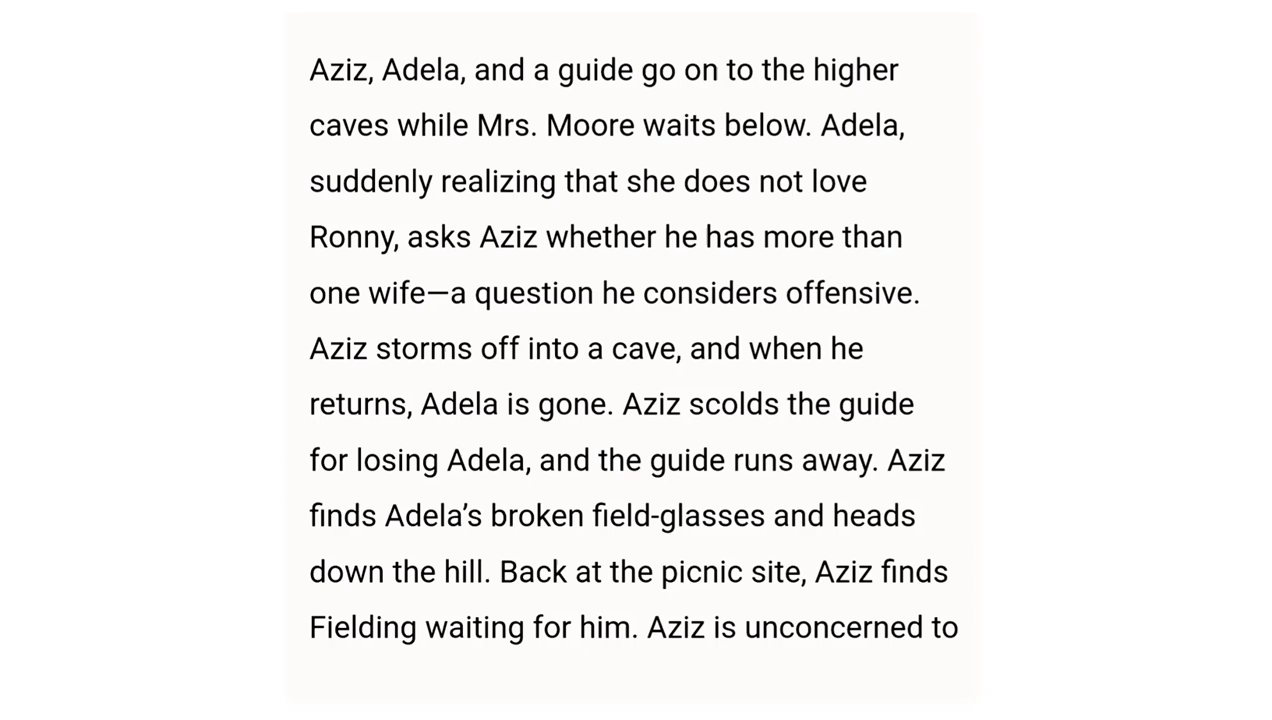 Aziz, Adela, and a guide go on to the higher
caves while Mrs. Moore waits below. Adela,
suddenly realizing that she does not love
Ronny, asks Aziz whether he has more than
one wife—a question he considers offensive.
Aziz storms off into a cave, and when he
returns, Adela is gone. Aziz scolds the guide
for losing Adela, and the guide runs away. Aziz
finds Adela’s broken field-glasses and heads
down the hill. Back at the picnic site, Aziz finds
Fielding waiting for him. Aziz is unconcerned to